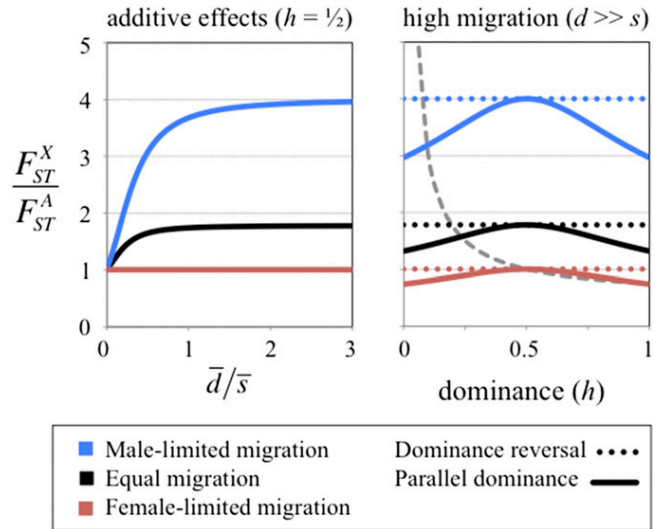 additive effects (h = ½)
high migration (d >> s)
F_ST^X / F_ST^A
5
4
3
2
1
0
0 1 2 3
d̅/s̅
0 0.5 1
dominance (h)
Male-limited migration
Equal migration
Female-limited migration
Dominance reversal
Parallel dominance